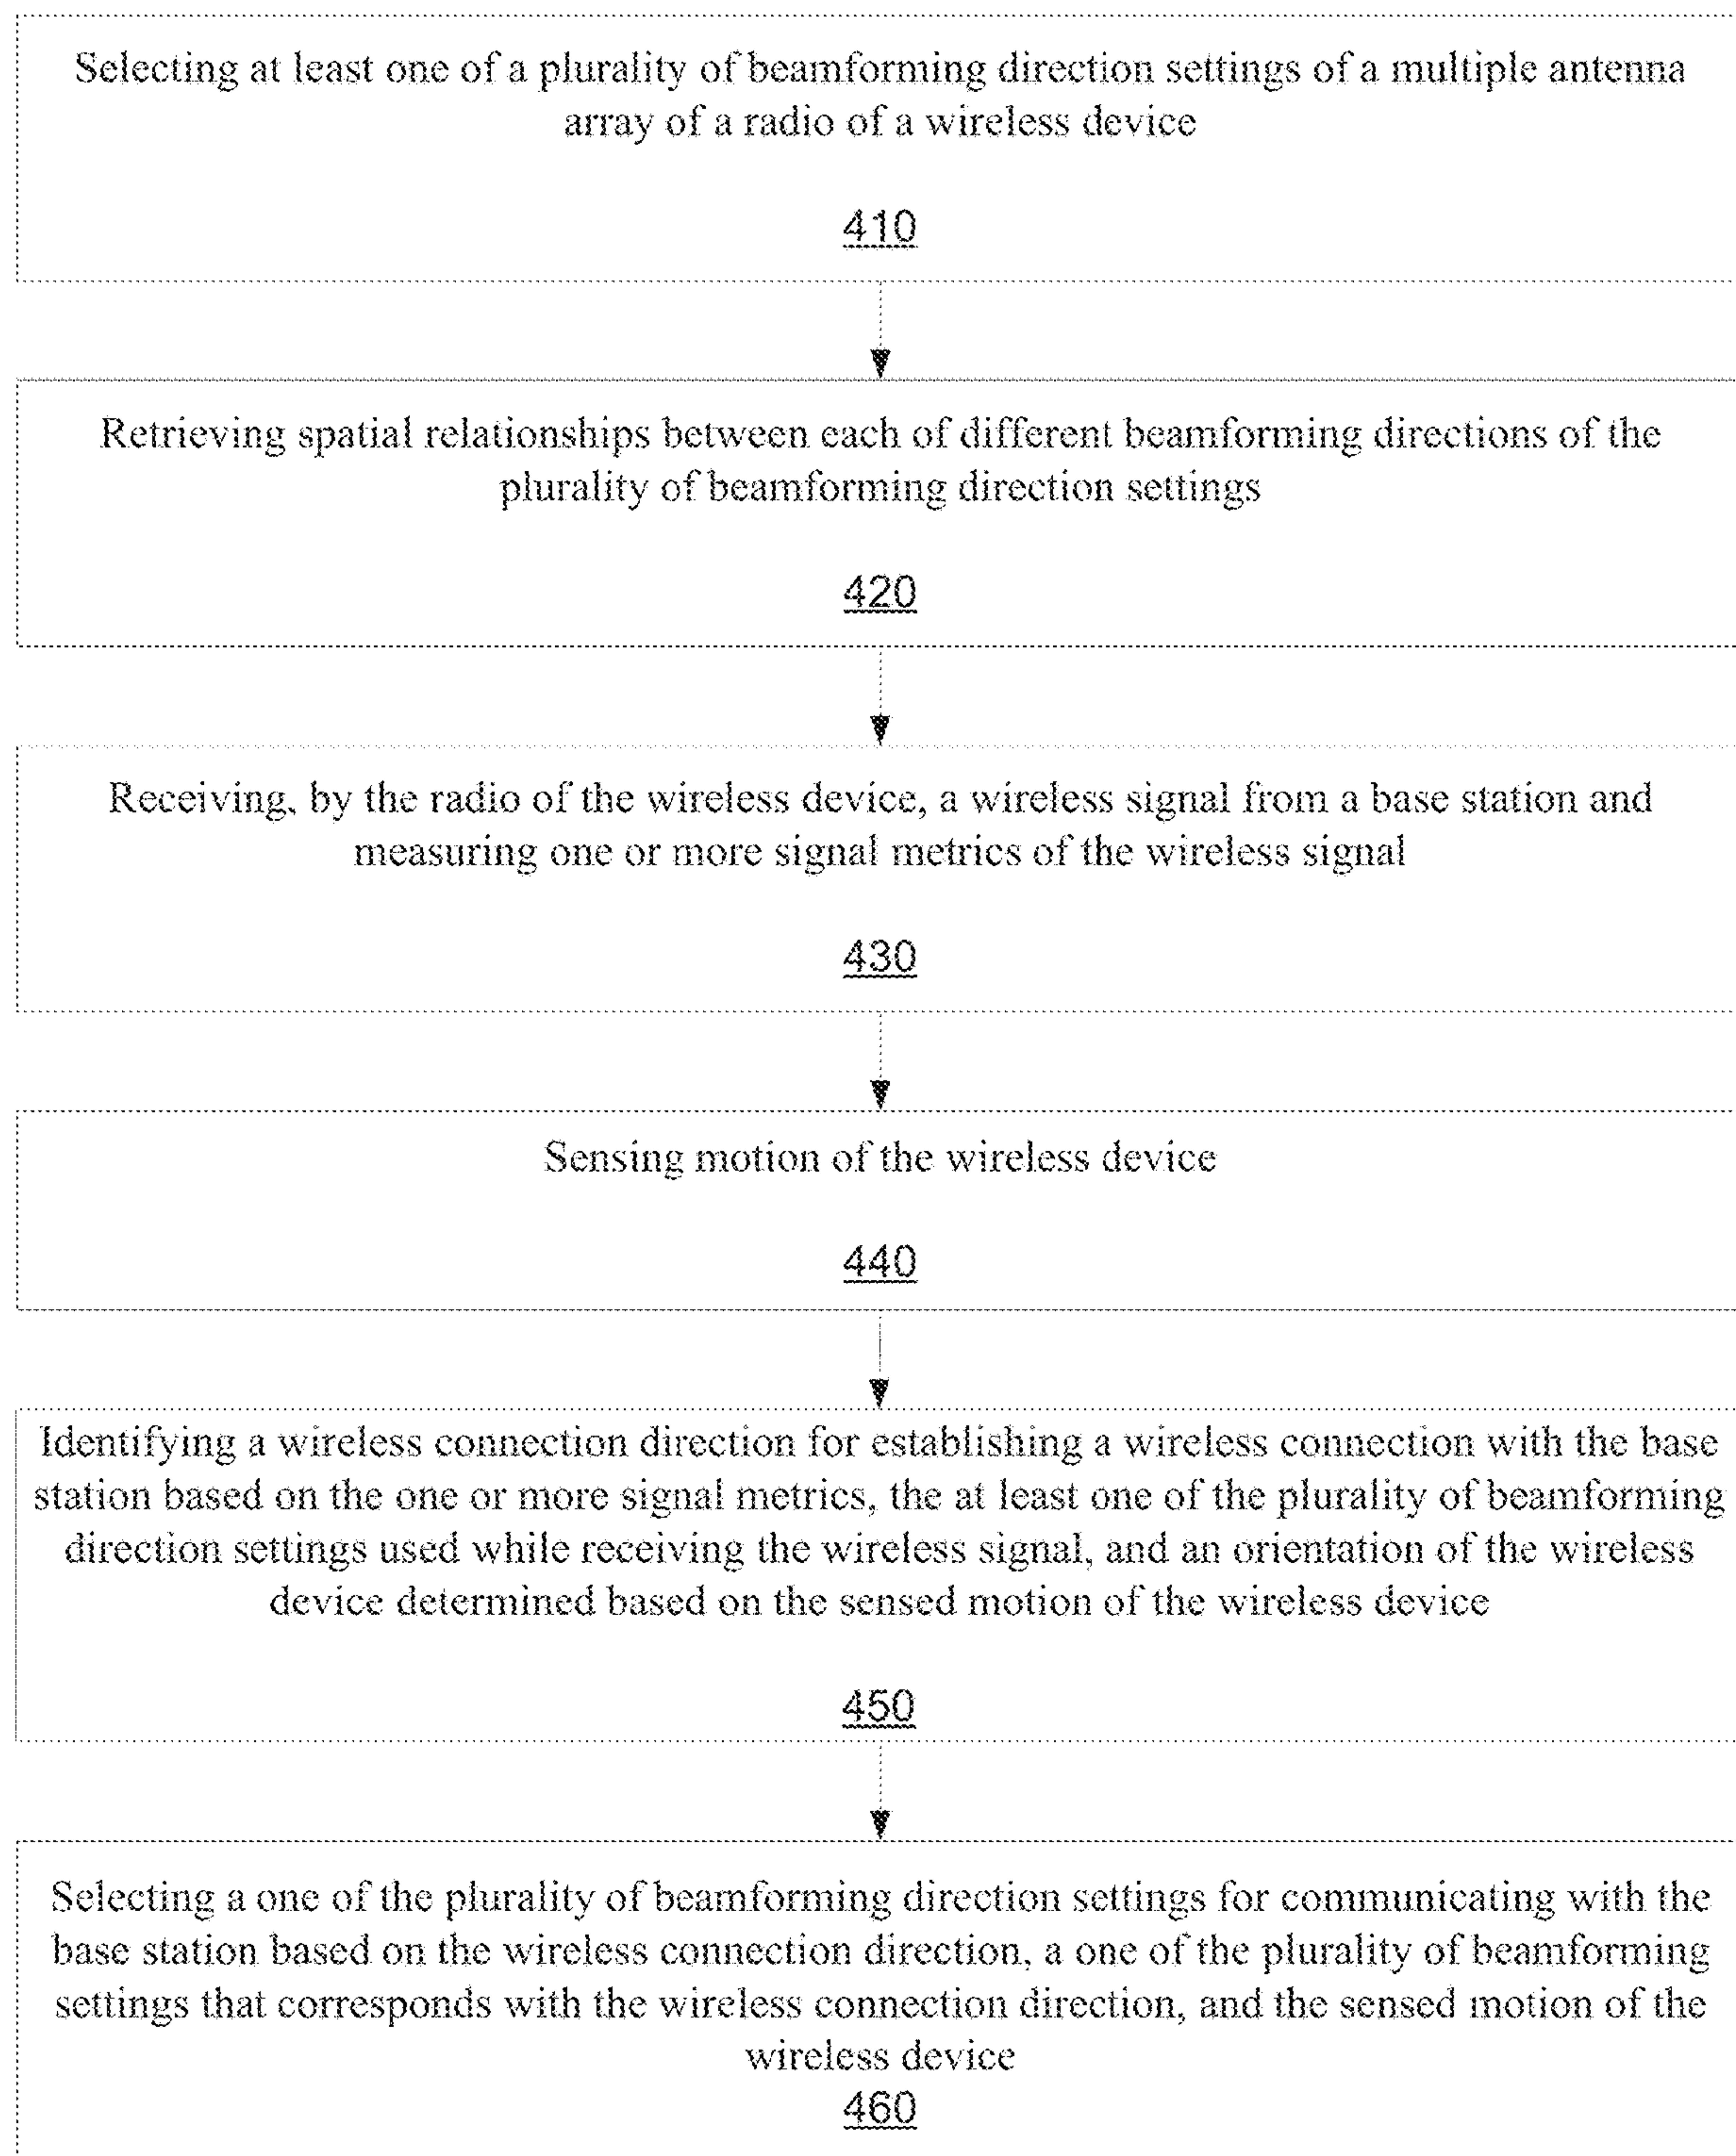 Selecting at least one of a plurality of beamforming direction settings of a multiple antenna
array of a radio of a wireless device
410
Retrieving spatial relationships between each of different beamforming directions of the
plurality of beamforming direction settings
420
Receiving, by the radio of the wireless device, a wireless signal from a base station and
measuring one or more signal metrics of the wireless signal
430
Sensing motion of the wireless device
440
Identifying a wireless connection direction for establishing a wireless connection with the base
station based on the one or more signal metrics, the at least one of the plurality of beamforming
direction settings used while receiving the wireless signal, and an orientation of the wireless
device determined based on the sensed motion of the wireless device
450
Selecting a one of the plurality of beamforming direction settings for communicating with the
base station based on the wireless connection direction, a one of the plurality of beamforming
settings that corresponds with the wireless connection direction, and the sensed motion of the
wireless device
460